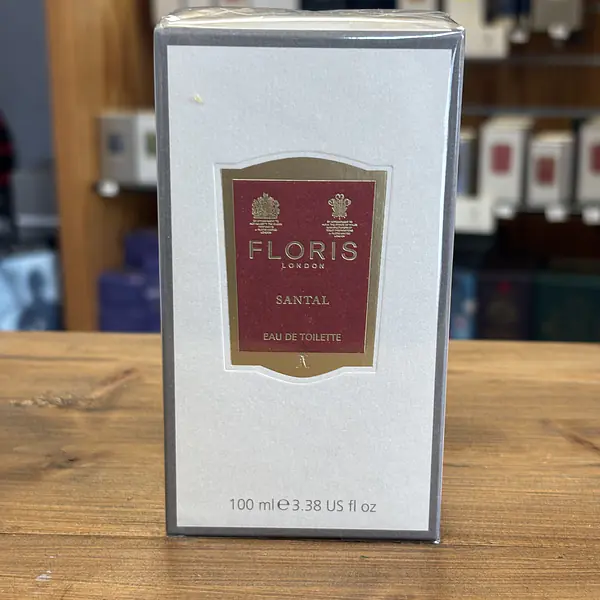 FLORIS
LONDON
SANTAL
EAU DE TOILETTE
A
100 ml ℮ 3.38 US fl oz